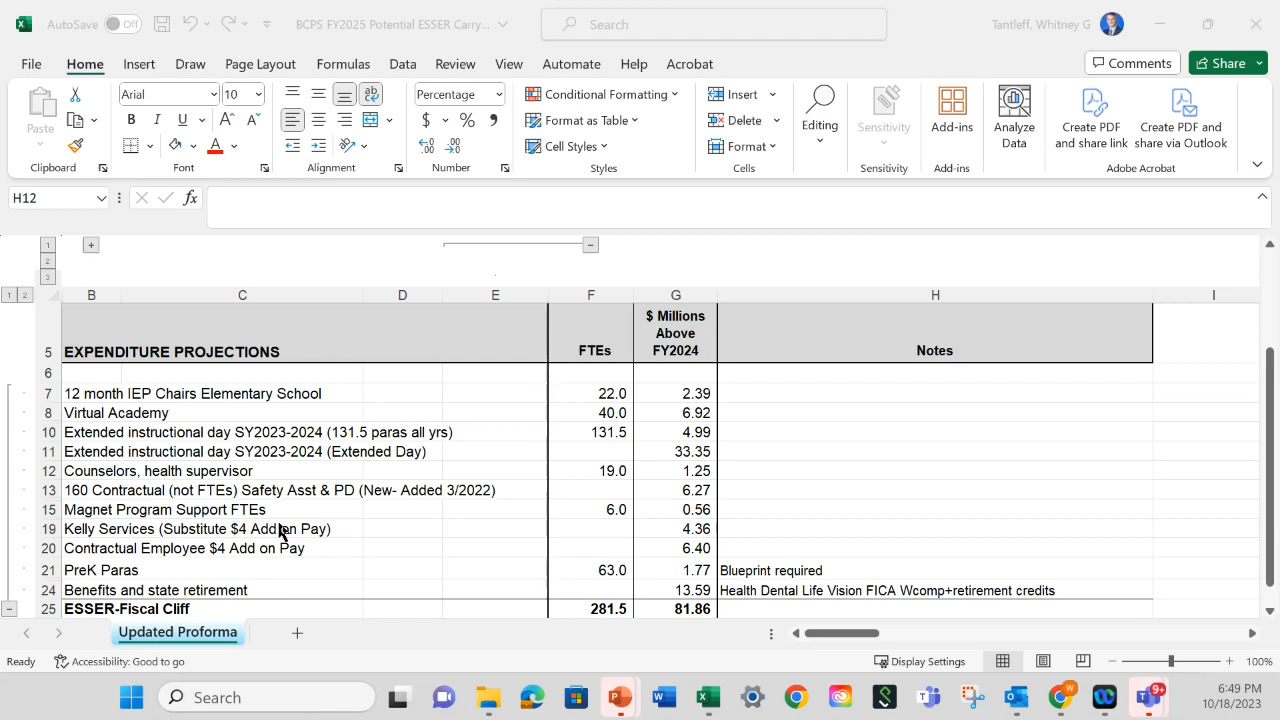 AutoSave Off BCPS FY2025 Potential ESSER Carry... Search Tantleff, Whitney G
File Home Insert Draw Page Layout Formulas Data Review View Automate Help Acrobat Comments Share
Paste Arial 10 Percentage Conditional Formatting Insert Editing Sensitivity Add-ins Analyze Data Create PDF and share link Create PDF and share via Outlook
B I U A A A $ % Format as Table Delete
Cell Styles Format
Clipboard Font Alignment Number Styles Cells Sensitivity Add-ins Adobe Acrobat
H12 fx
1
2
3
1 2 B C D E F G H I
5 EXPENDITURE PROJECTIONS FTEs $ Millions Above FY2024 Notes
6
7 12 month IEP Chairs Elementary School 22.0 2.39
8 Virtual Academy 40.0 6.92
10 Extended instructional day SY2023-2024 (131.5 paras all yrs) 131.5 4.99
11 Extended instructional day SY2023-2024 (Extended Day) 33.35
12 Counselors, health supervisor 19.0 1.25
13 160 Contractual (not FTEs) Safety Asst & PD (New- Added 3/2022) 6.27
15 Magnet Program Support FTEs 6.0 0.56
19 Kelly Services (Substitute $4 Add on Pay) 4.36
20 Contractual Employee $4 Add on Pay 6.40
21 PreK Paras 63.0 1.77 Blueprint required
24 Benefits and state retirement 13.59 Health Dental Life Vision FICA Wcomp+retirement credits
25 ESSER-Fiscal Cliff 281.5 81.86
Updated Proforma
Ready Accessibility: Good to go Display Settings 100%
Search 9+ 6:49 PM
10/18/2023